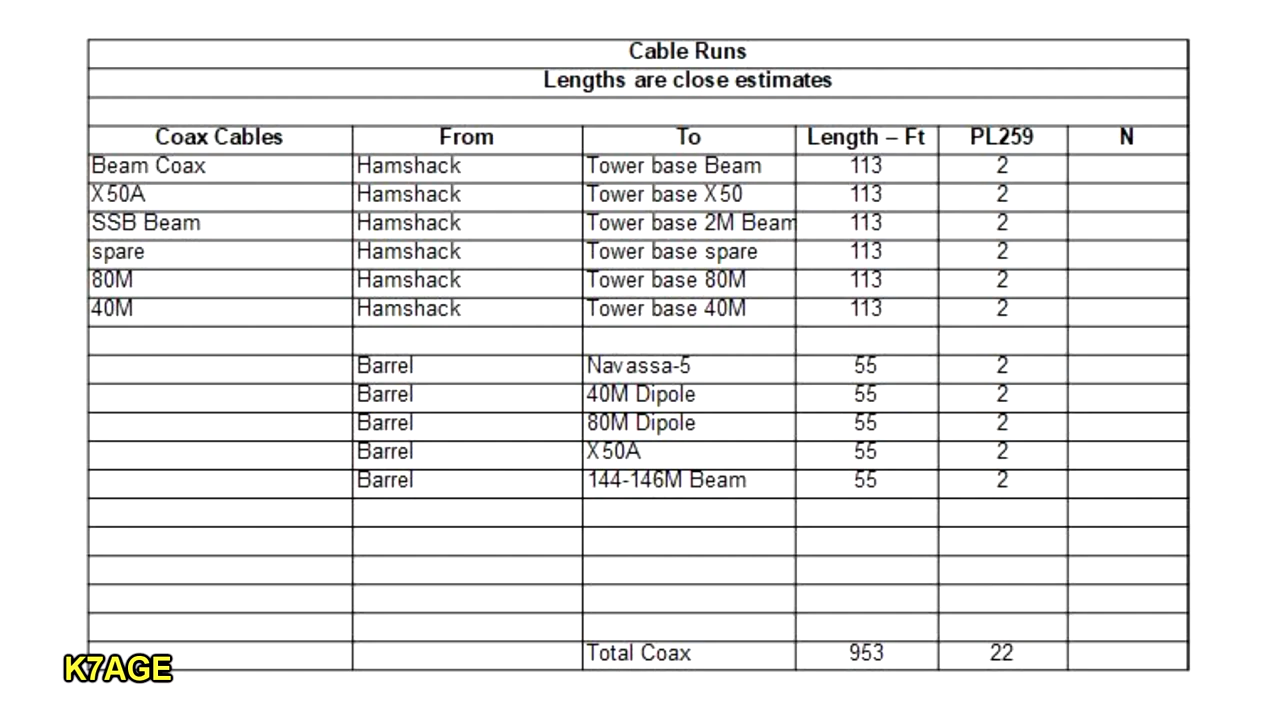 Cable Runs
Lengths are close estimates
Coax Cables From To Length – Ft PL259 N
Beam Coax Hamshack Tower base Beam 113 2
X50A Hamshack Tower base X50 113 2
SSB Beam Hamshack Tower base 2M Beam 113 2
spare Hamshack Tower base spare 113 2
80M Hamshack Tower base 80M 113 2
40M Hamshack Tower base 40M 113 2
Barrel Navassa-5 55 2
Barrel 40M Dipole 55 2
Barrel 80M Dipole 55 2
Barrel X50A 55 2
Barrel 144-146M Beam 55 2
Total Coax 953 22
K7AGE